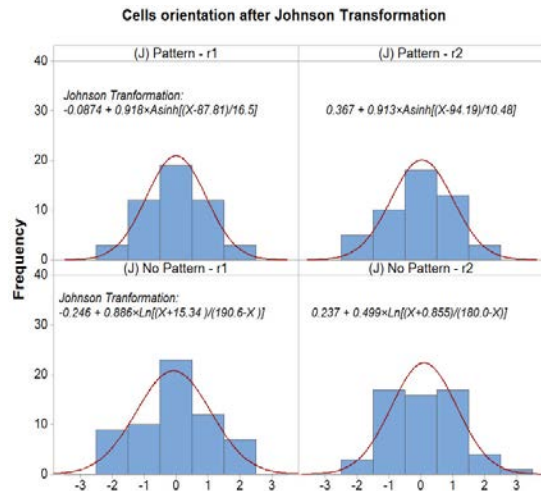 Cells orientation after Johnson Transformation
(J) Pattern - r1
(J) Pattern - r2
40
30
20
10
0
Johnson Tranformation:
-0.0874 + 0.918×Asinh[(X-87.81)/16.5]
0.367 + 0.913×Asinh[(X-94.19)/10.48]
Frequency
(J) No Pattern - r1
(J) No Pattern - r2
40
30
20
10
0
Johnson Tranformation:
-0.246 + 0.886×Ln[(X+15.34 )/(190.6-X )]
0.237 + 0.499×Ln[(X+0.855)/(180.0-X)]
-3 -2 -1 0 1 2 3
-3 -2 -1 0 1 2 3